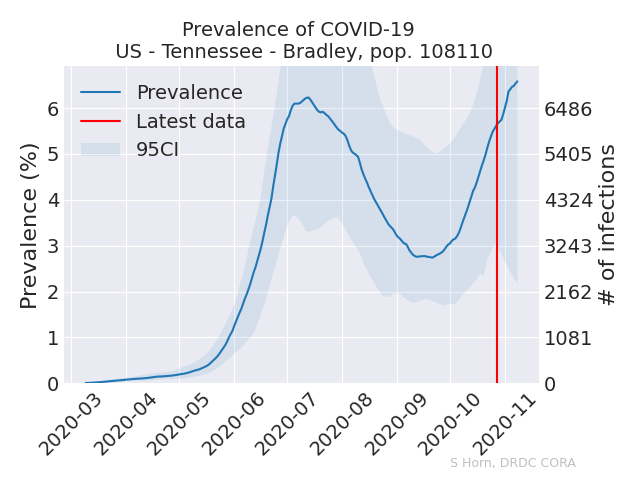 Prevalence of COVID-19
US - Tennessee - Bradley, pop. 108110
Prevalence
Latest data
95CI
Prevalence (%)
6
5
4
3
2
1
0
6486
5405
4324
3243
2162
1081
0
# of infections
2020-03
2020-04
2020-05
2020-06
2020-07
2020-08
2020-09
2020-10
2020-11
S Horn, DRDC CORA